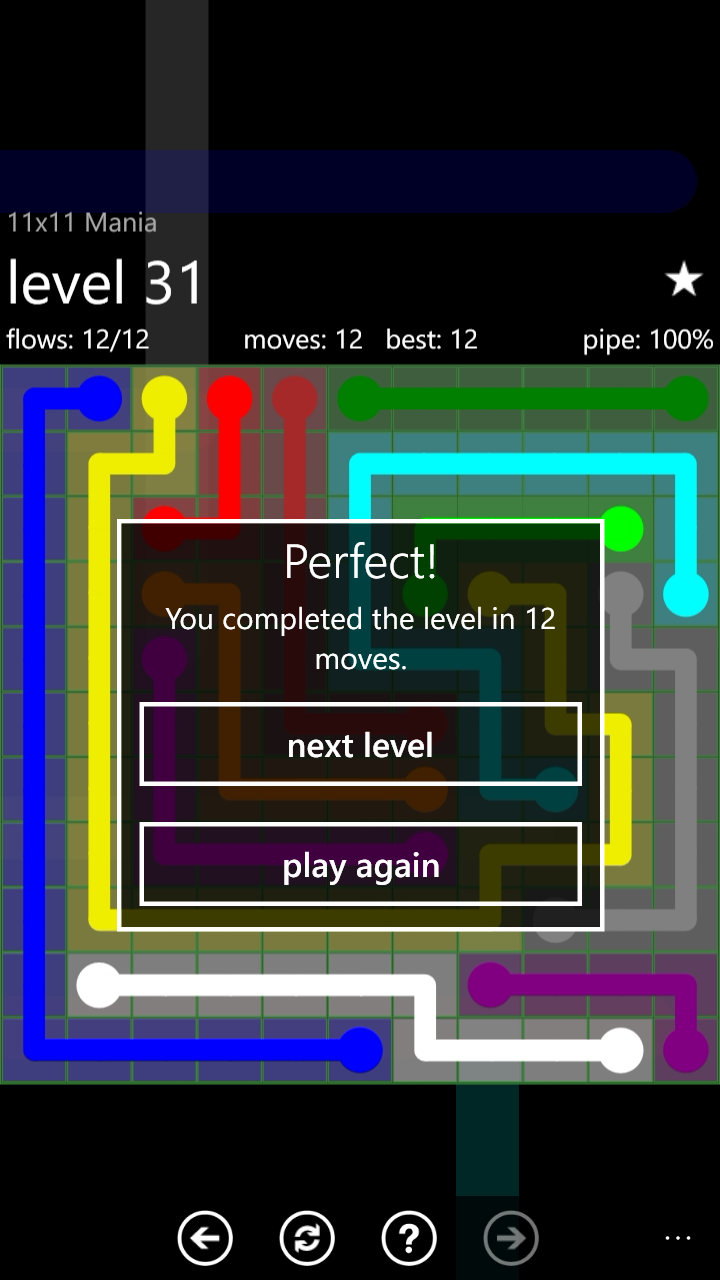 11x11 Mania
level 31
flows: 12/12 moves: 12 best: 12 pipe: 100%
Perfect!
You completed the level in 12
moves.
next level
play again